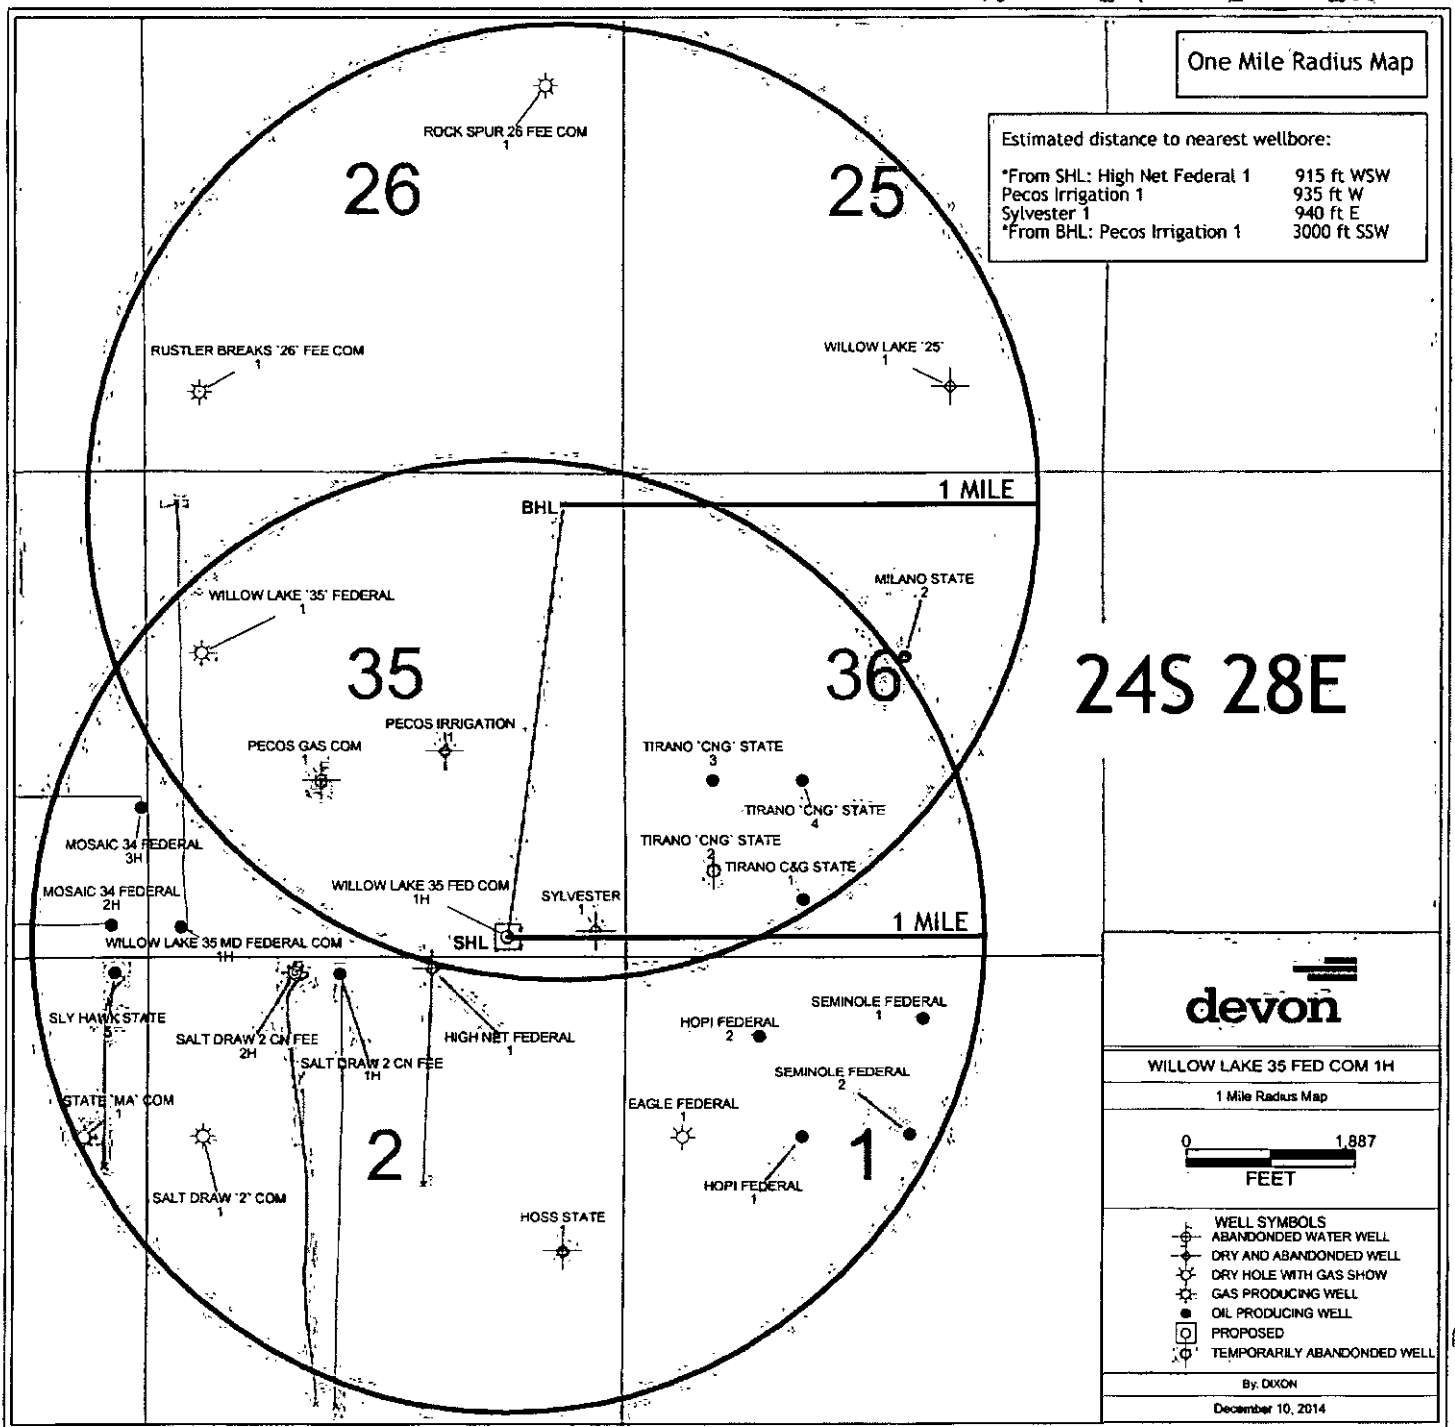 One Mile Radius Map
Estimated distance to nearest wellbore:
*From SHL: High Net Federal 1 915 ft WSW
Pecos Irrigation 1 935 ft W
Sylvester 1 940 ft E
*From BHL: Pecos Irrigation 1 3000 ft SSW
ROCK SPUR 26 FEE COM
1
26
25
RUSTLER BREAKS '26' FEE COM
1
WILLOW LAKE '25'
1
1 MILE
BHL
MILANO STATE
2
WILLOW LAKE '35' FEDERAL
1
35
36
24S 28E
PECOS IRRIGATION
PECOS GAS COM
1
TIRANO 'CNG' STATE
3
TIRANO 'CNG' STATE
4
MOSAIC 34 FEDERAL
3H
TIRANO 'CNG' STATE
2
TIRANO C&G STATE
1
MOSAIC 34 FEDERAL
2H
WILLOW LAKE 35 FED COM
1H
SYLVESTER
1
1 MILE
SHL
WILLOW LAKE 35 MD FEDERAL COM
1H
SLY HAWK STATE
SALT DRAW 2 CN FEE
2H
SALT DRAW 2 CN FEE
1H
HIGH NET FEDERAL
1
HOPI FEDERAL
2
SEMINOLE FEDERAL
1
SEMINOLE FEDERAL
2
STATE 'MA' COM
1
EAGLE FEDERAL
1
2
1
SALT DRAW '2' COM
1
HOPI FEDERAL
1
HOSS STATE
1
devon
WILLOW LAKE 35 FED COM 1H
1 Mile Radius Map
0 1,887
FEET
WELL SYMBOLS
ABANDONDED WATER WELL
DRY AND ABANDONDED WELL
DRY HOLE WITH GAS SHOW
GAS PRODUCING WELL
OIL PRODUCING WELL
PROPOSED
TEMPORARILY ABANDONDED WELL
By: DIXON
December 10, 2014